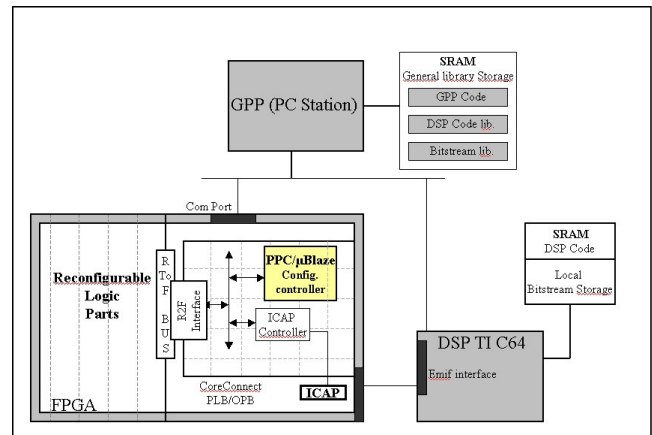 SRAM
General library Storage
GPP (PC Station)
GPP Code
DSP Code lib.
Bitstream lib.
Com Port
SRAM
DSP Code
Local
Bitstream Storage
Reconfigurable
Logic
Parts
R
To
F
B
U
S
R2F
Interface
PPC/µBlaze
Config.
controller
ICAP
Controller
DSP TI C64
Emif interface
CoreConnect
PLB/OPB
ICAP
FPGA